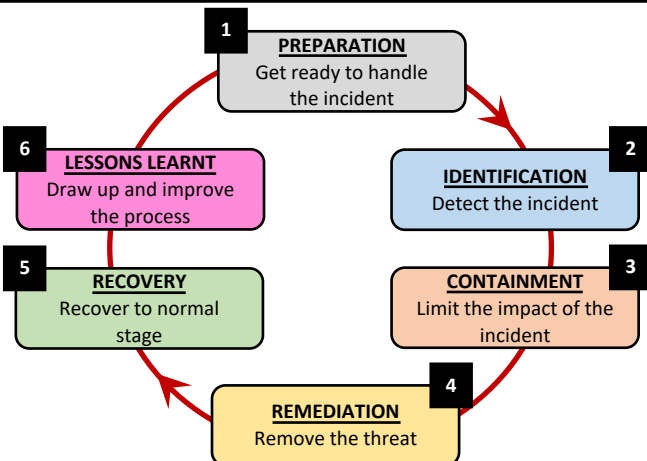 1
PREPARATION
Get ready to handle
the incident
2
IDENTIFICATION
Detect the incident
3
CONTAINMENT
Limit the impact of the
incident
4
REMEDIATION
Remove the threat
5
RECOVERY
Recover to normal
stage
6
LESSONS LEARNT
Draw up and improve
the process